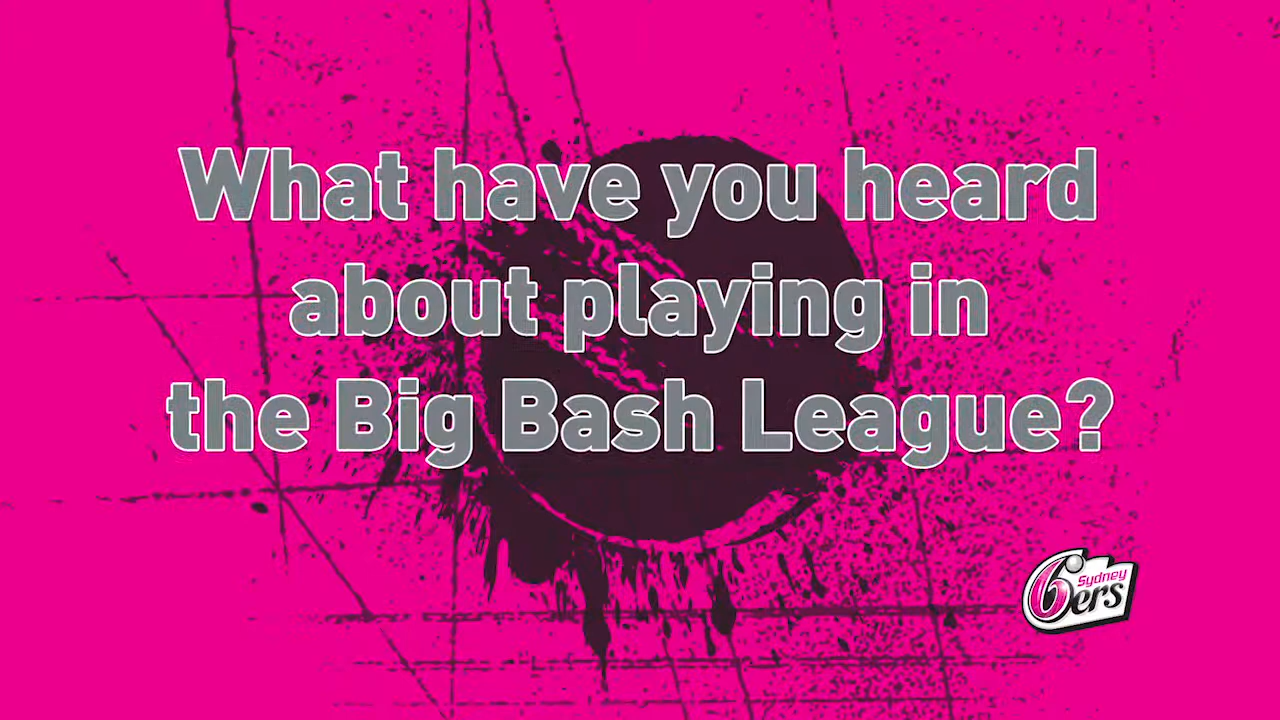 What have you heard
about playing in
the Big Bash League?
Sydney
6ers